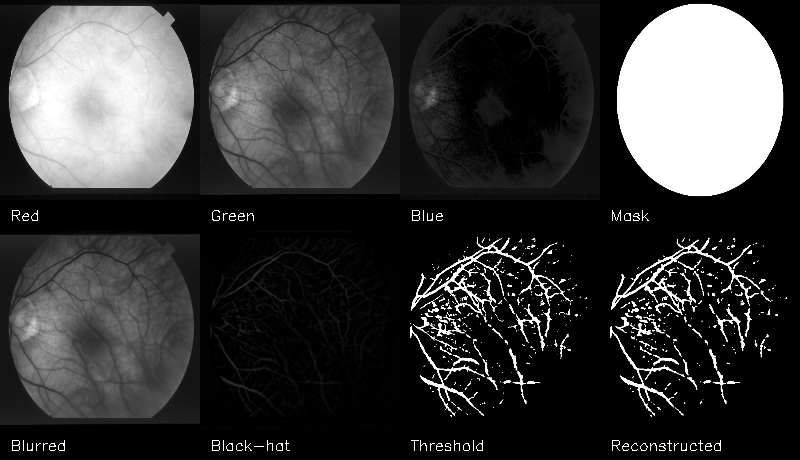 Red
Green
Blue
Mask
Blurred
Black-hat
Threshold
Reconstructed